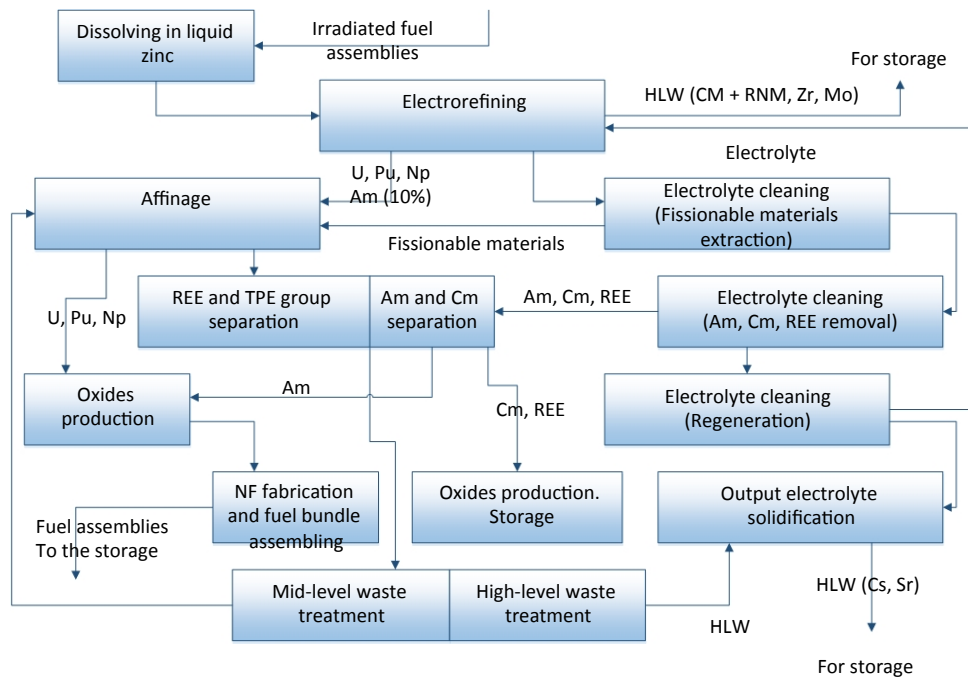 Dissolving in liquid
zinc
Irradiated fuel
assemblies
For storage
HLW (CM + RNM, Zr, Mo)
Electrorefining
Electrolyte
U, Pu, Np
Am (10%)
Affinage
Electrolyte cleaning
(Fissionable materials
extraction)
Fissionable materials
REE and TPE group
separation
Am and Cm
separation
Am, Cm, REE
Electrolyte cleaning
(Am, Cm, REE removal)
U, Pu, Np
Oxides
production
Am
Cm, REE
Electrolyte cleaning
(Regeneration)
NF fabrication
and fuel bundle
assembling
Oxides production.
Storage
Output electrolyte
solidification
Fuel assemblies
To the storage
Mid-level waste
treatment
High-level waste
treatment
HLW
HLW (Cs, Sr)
For storage